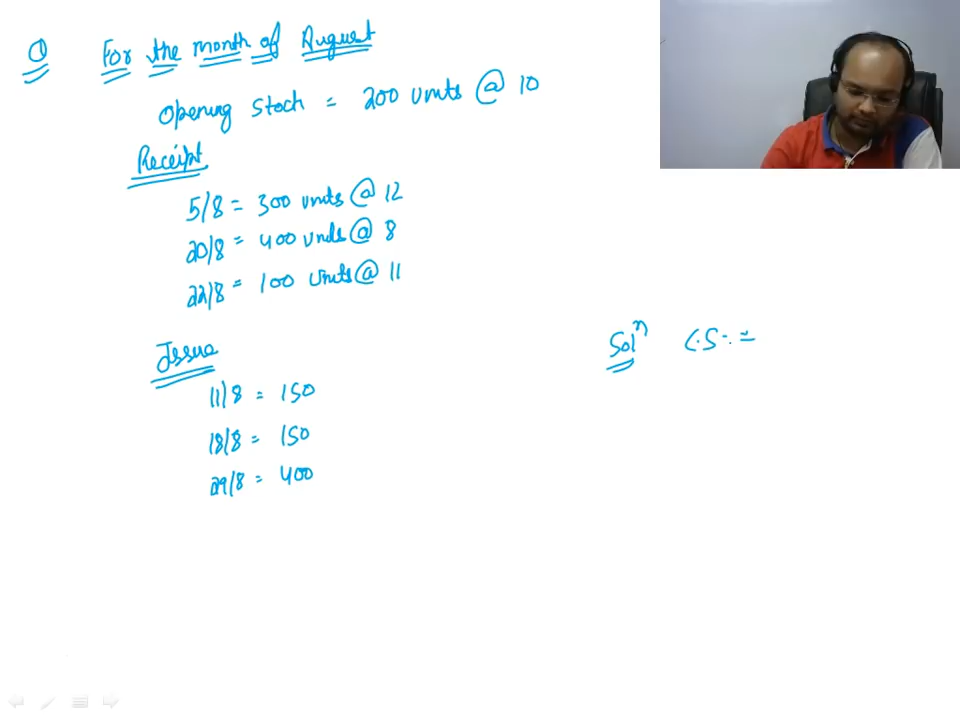 Q For the month of August
Opening Stock = 200 units @ 10
Receipt
5/8 = 300 units @ 12
20/8 = 400 units @ 8
22/8 = 100 units @ 11
Issue
11/8 = 150
18/8 = 150
29/8 = 400
Solⁿ C.S. =